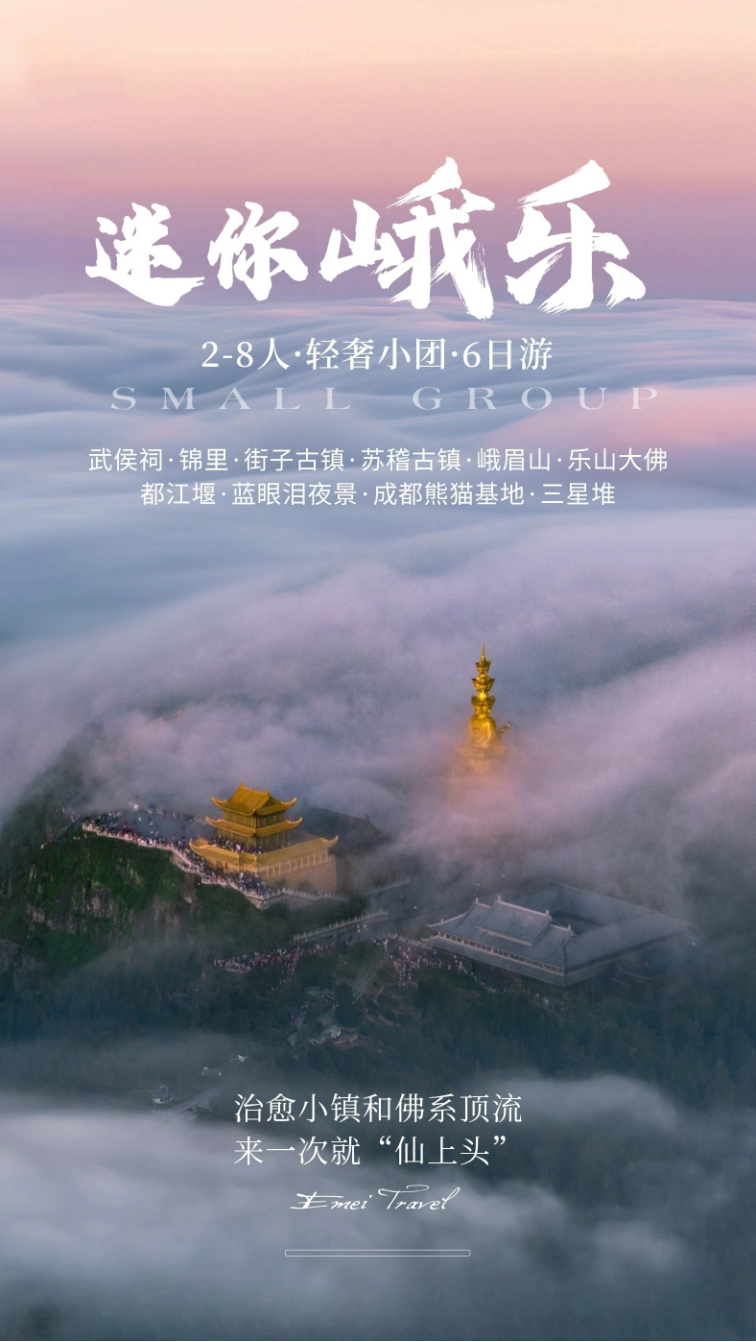 迷你峨乐
2-8人·轻奢小团·6日游
SMALL GROUP
武侯祠·锦里·街子古镇·苏稽古镇·峨眉山·乐山大佛
都江堰·蓝眼泪夜景·成都熊猫基地·三星堆
治愈小镇和佛系顶流
来一次就“仙上头”
Emei Travel